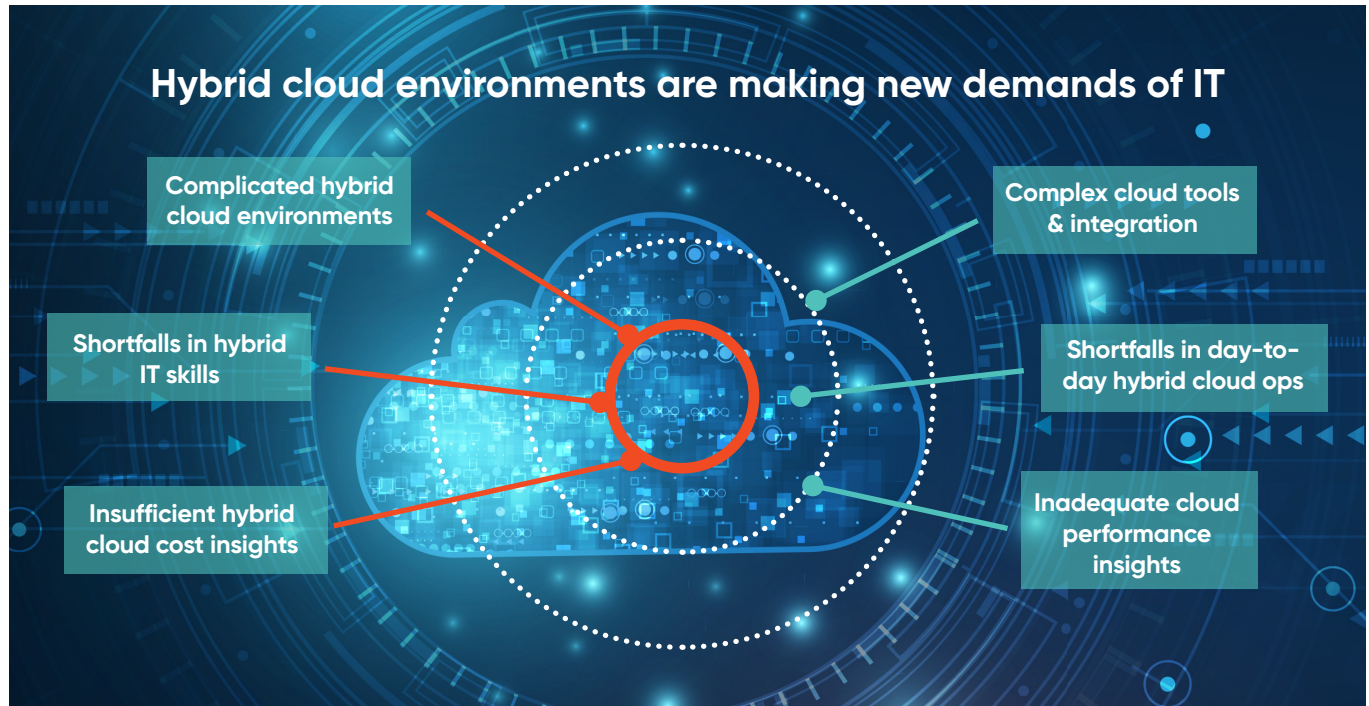 Hybrid cloud environments are making new demands of IT
Complicated hybrid
cloud environments
Shortfalls in hybrid
IT skills
Insufficient hybrid
cloud cost insights
Complex cloud tools
& integration
Shortfalls in day-to-
day hybrid cloud ops
Inadequate cloud
performance
insights